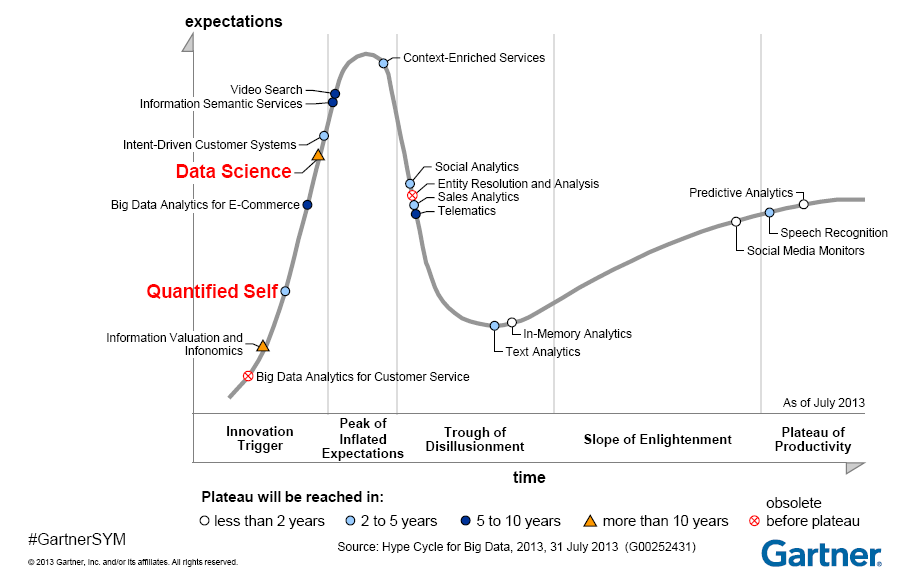 expectations
Context-Enriched Services
Video Search
Information Semantic Services
Intent-Driven Customer Systems
Data Science
Social Analytics
Entity Resolution and Analysis
Sales Analytics
Telematics
Big Data Analytics for E-Commerce
Predictive Analytics
Speech Recognition
Social Media Monitors
Quantified Self
Information Valuation and
Infonomics
In-Memory Analytics
Text Analytics
Big Data Analytics for Customer Service
As of July 2013
Innovation
Trigger
Peak of
Inflated
Expectations
Trough of
Disillusionment
Slope of Enlightenment
Plateau of
Productivity
time
Plateau will be reached in:
less than 2 years
2 to 5 years
5 to 10 years
more than 10 years
obsolete
before plateau
#GartnerSYM
Source: Hype Cycle for Big Data, 2013, 31 July 2013 (G00252431)
© 2013 Gartner, Inc. and/or its affiliates. All rights reserved.
Gartner.